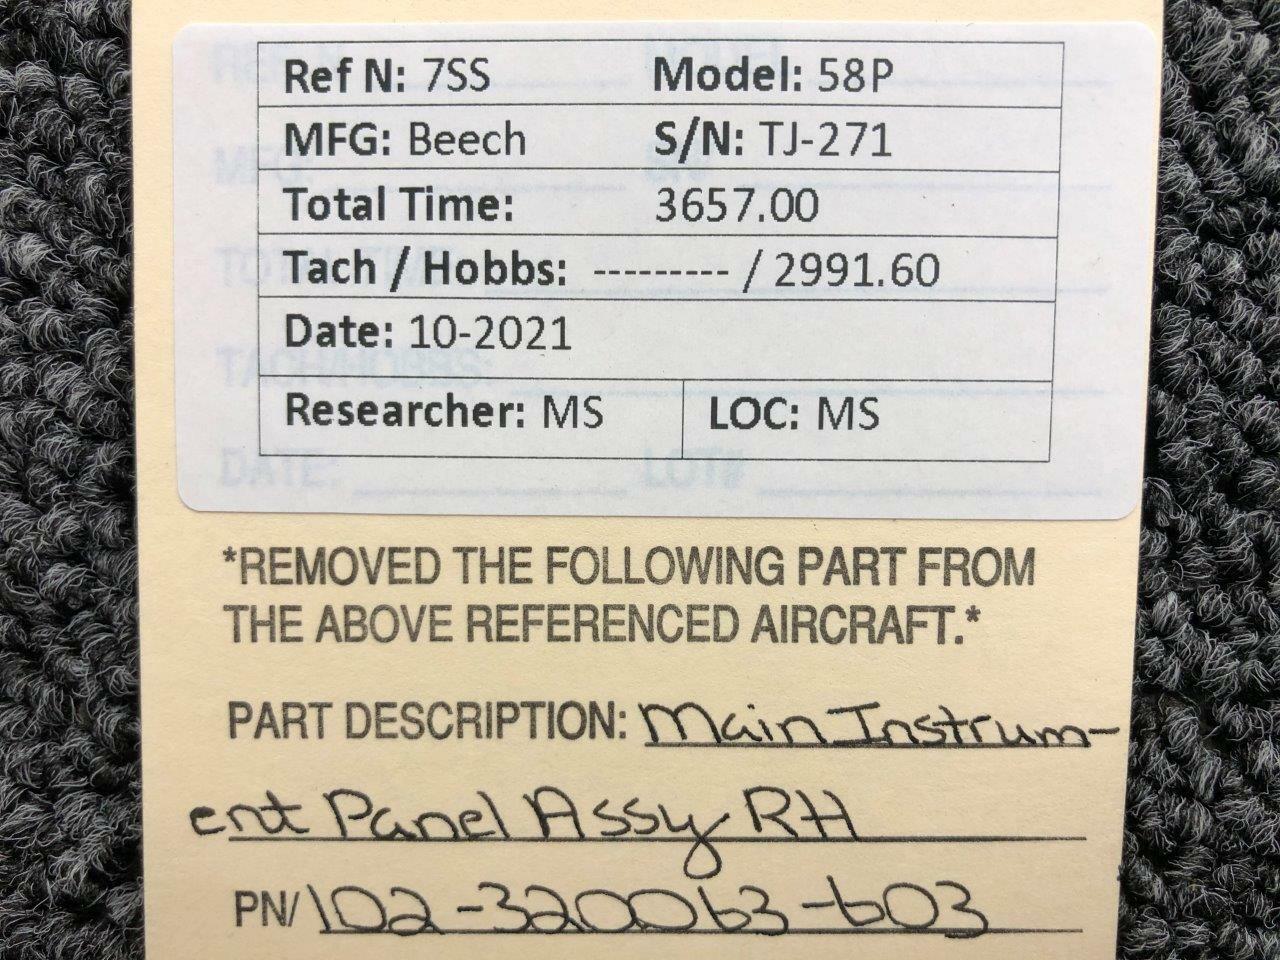 Ref N: 7SS Model: 58P
MFG: Beech S/N: TJ-271
Total Time: 3657.00
Tach / Hobbs: --------- / 2991.60
Date: 10-2021
Researcher: MS LOC: MS
*REMOVED THE FOLLOWING PART FROM
THE ABOVE REFERENCED AIRCRAFT.*
PART DESCRIPTION: Main Instrum-
ent Panel Assy RH
PN/ 102-320063-603